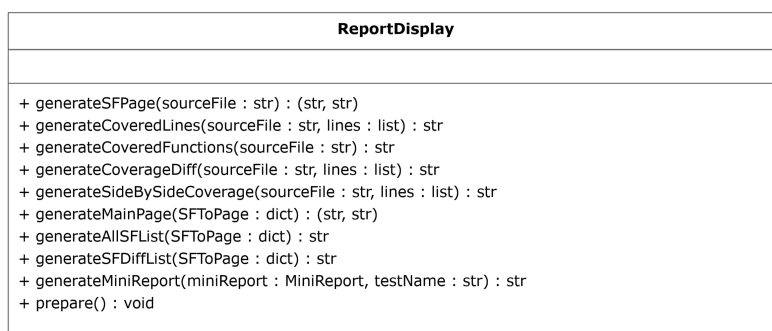 ReportDisplay
+ generateSFPage(sourceFile : str) : (str, str)
+ generateCoveredLines(sourceFile : str, lines : list) : str
+ generateCoveredFunctions(sourceFile : str) : str
+ generateCoverageDiff(sourceFile : str, lines : list) : str
+ generateSideBySideCoverage(sourceFile : str, lines : list) : str
+ generateMainPage(SFToPage : dict) : (str, str)
+ generateAllSFList(SFToPage : dict) : str
+ generateSFDiffList(SFToPage : dict) : str
+ generateMiniReport(miniReport : MiniReport, testName : str) : str
+ prepare() : void